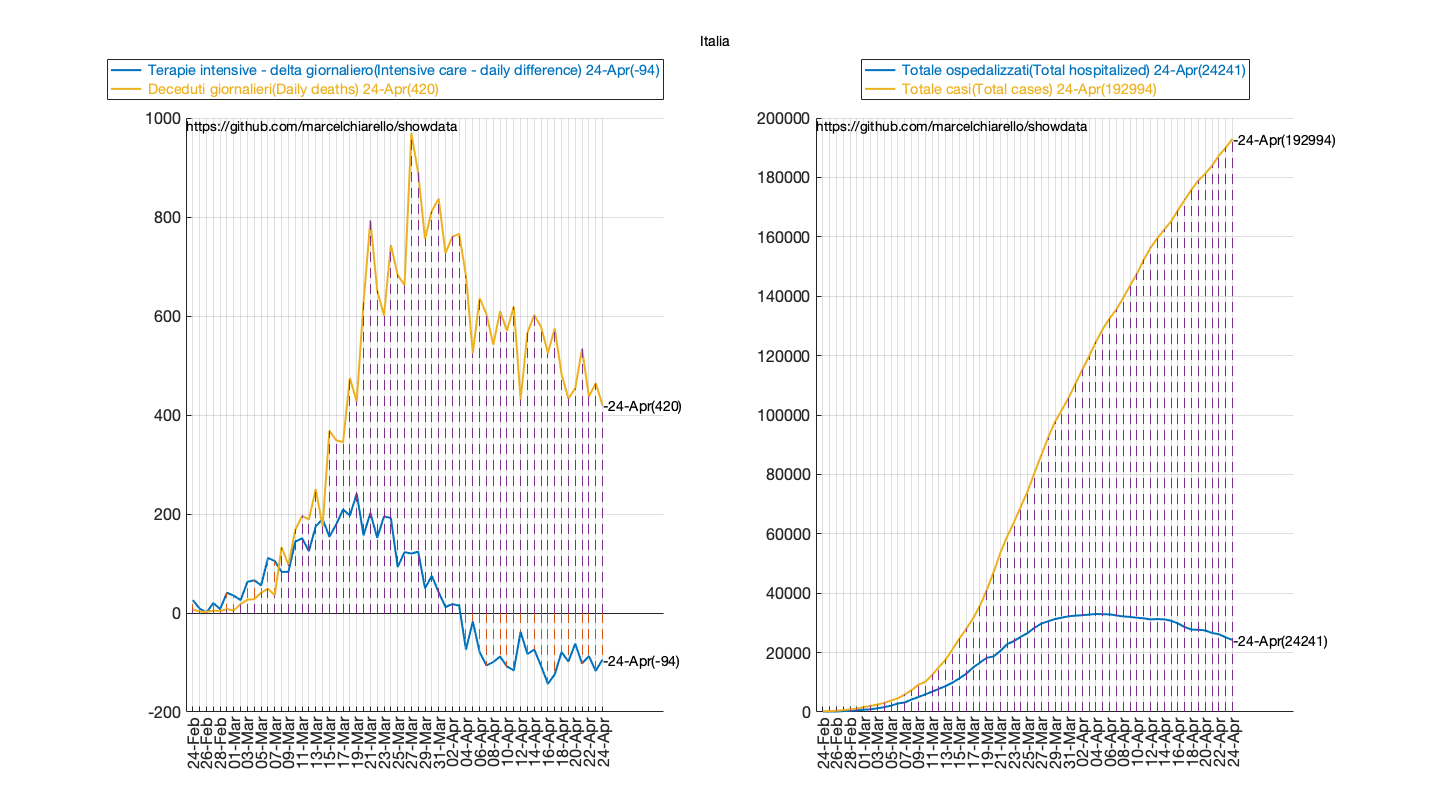 Italia
Terapie intensive - delta giornaliero(Intensive care - daily difference) 24-Apr(-94)
Deceduti giornalieri(Daily deaths) 24-Apr(420)
https://github.com/marcelchiarello/showdata
1000
800
600
400
200
0
-200
-24-Apr(420)
-24-Apr(-94)
24-Feb
26-Feb
28-Feb
01-Mar
03-Mar
05-Mar
07-Mar
09-Mar
11-Mar
13-Mar
15-Mar
17-Mar
19-Mar
21-Mar
23-Mar
25-Mar
27-Mar
29-Mar
31-Mar
02-Apr
04-Apr
06-Apr
08-Apr
10-Apr
12-Apr
14-Apr
16-Apr
18-Apr
20-Apr
22-Apr
24-Apr
Totale ospedalizzati(Total hospitalized) 24-Apr(24241)
Totale casi(Total cases) 24-Apr(192994)
https://github.com/marcelchiarello/showdata
200000
180000
160000
140000
120000
100000
80000
60000
40000
20000
0
-24-Apr(192994)
-24-Apr(24241)
24-Feb
26-Feb
28-Feb
01-Mar
03-Mar
05-Mar
07-Mar
09-Mar
11-Mar
13-Mar
15-Mar
17-Mar
19-Mar
21-Mar
23-Mar
25-Mar
27-Mar
29-Mar
31-Mar
02-Apr
04-Apr
06-Apr
08-Apr
10-Apr
12-Apr
14-Apr
16-Apr
18-Apr
20-Apr
22-Apr
24-Apr